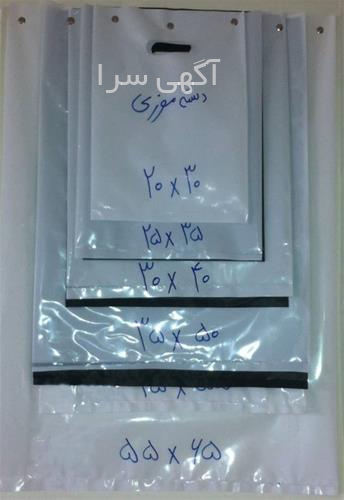 آگهی سرا
دسته موزی
۲۰ x ۳۰
۲۵ x ۳۵
۳۰ x ۴۰
۳۵ x ۵۰
۵۵ x ۶۵